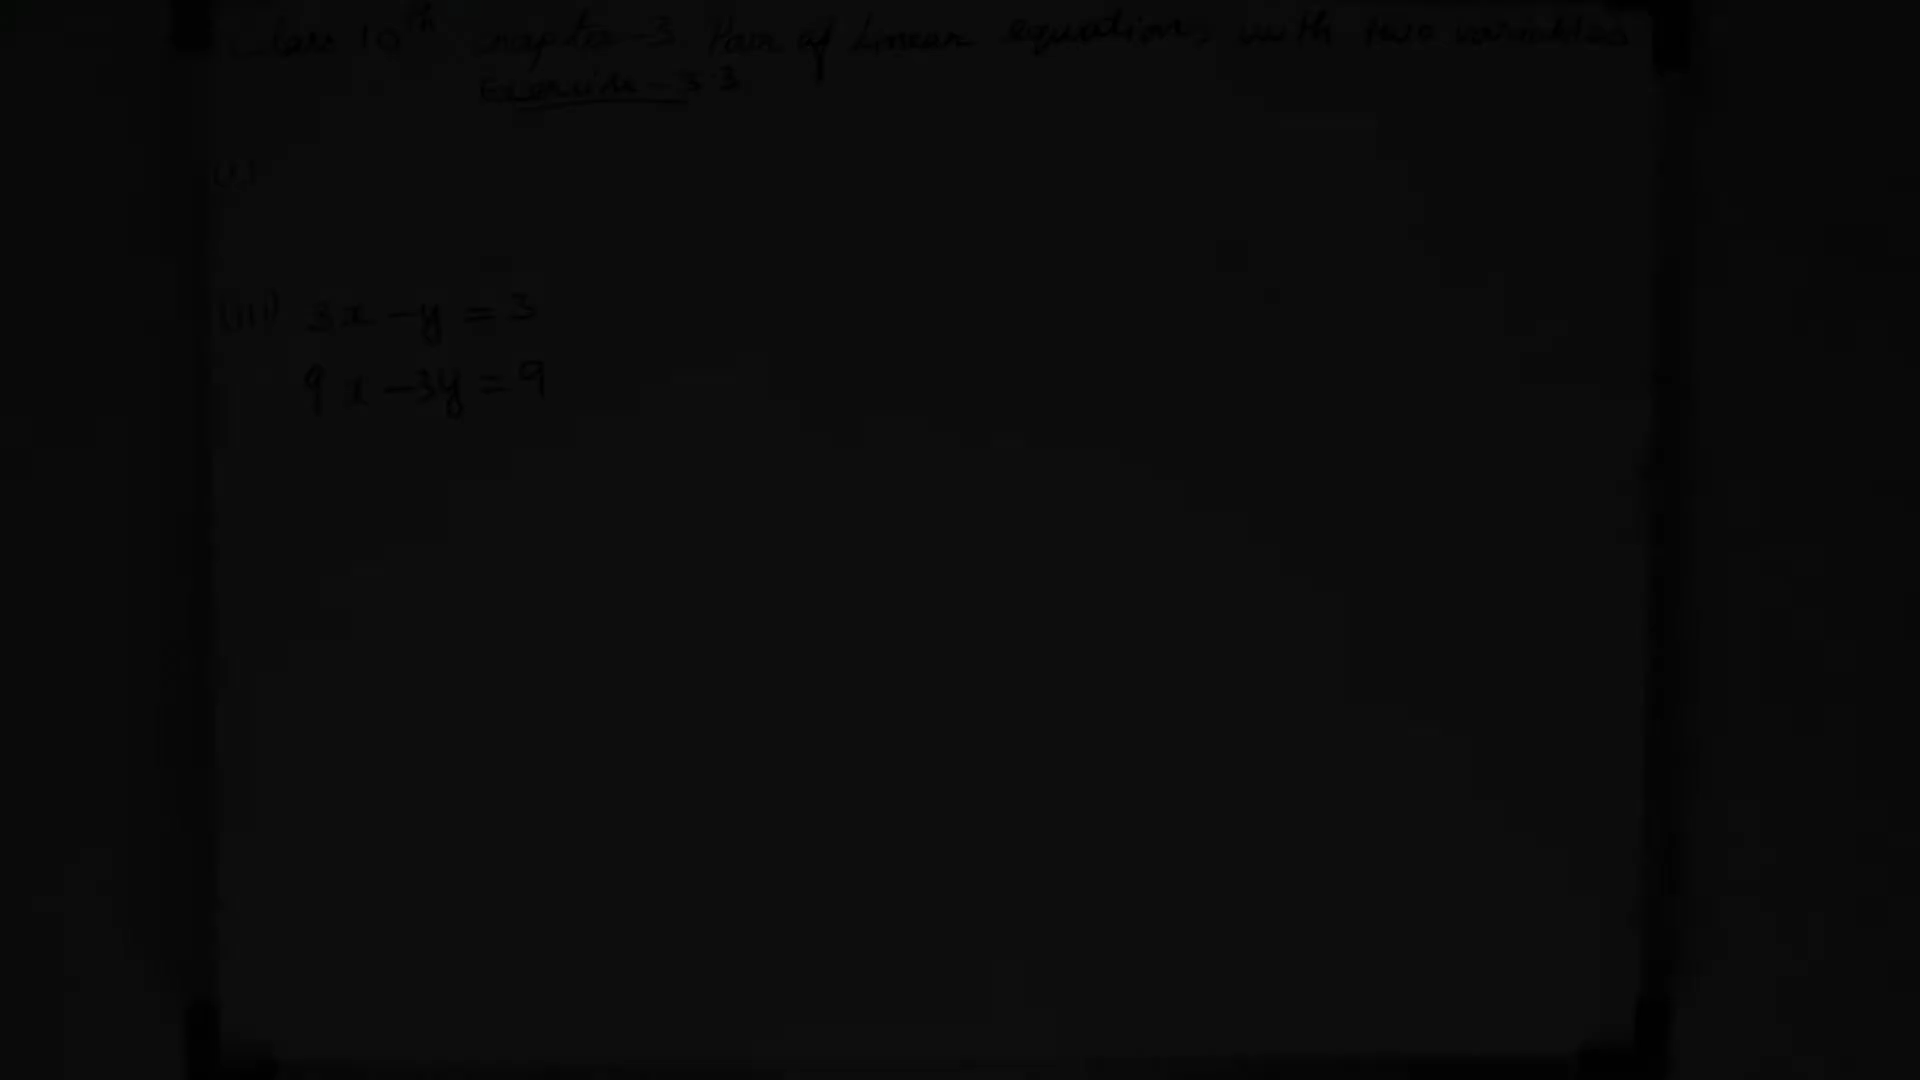 Class 10th Chapter-3 Pair of Linear equations with two variables
Exercise-3.3
Q.1
(iii) 3x-y=3
9x-3y=9